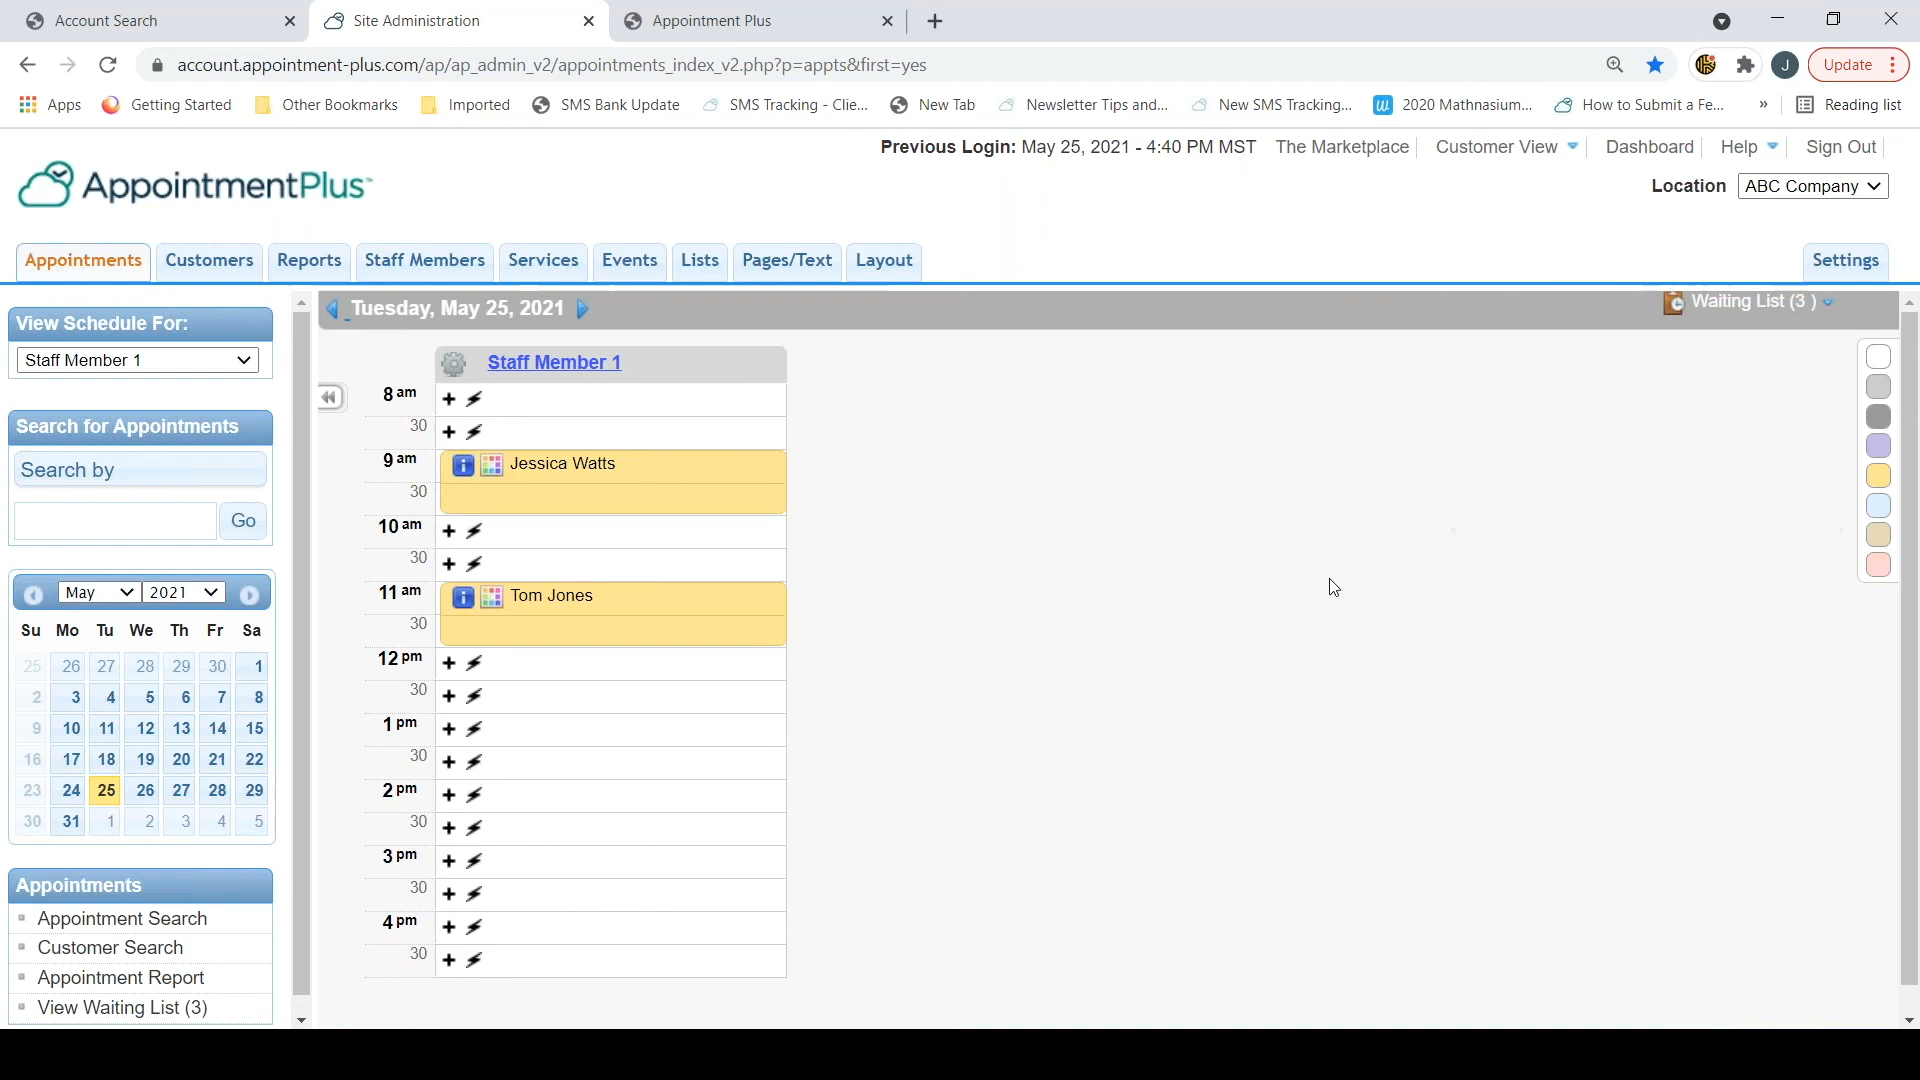 Account Search
Site Administration
Appointment Plus
account.appointment-plus.com/ap/ap_admin_v2/appointments_index_v2.php?p=appts&first=yes
J
Update
Apps
Getting Started
Other Bookmarks
Imported
SMS Bank Update
SMS Tracking - Clie...
New Tab
Newsletter Tips and...
New SMS Tracking...
2020 Mathnasium...
How to Submit a Fe...
»
Reading list
Previous Login: May 25, 2021 - 4:40 PM MST
The Marketplace
Customer View
Dashboard
Help
Sign Out
AppointmentPlus™
Location
ABC Company
Appointments
Customers
Reports
Staff Members
Services
Events
Lists
Pages/Text
Layout
Settings
View Schedule For:
Staff Member 1
Search for Appointments
Search by
Go
May
2021
Su Mo Tu We Th Fr Sa
25 26 27 28 29 30 1
2 3 4 5 6 7 8
9 10 11 12 13 14 15
16 17 18 19 20 21 22
23 24 25 26 27 28 29
30 31 1 2 3 4 5
Appointments
Appointment Search
Customer Search
Appointment Report
View Waiting List (3)
Tuesday, May 25, 2021
Waiting List (3 )
Staff Member 1
8 am
30
9 am
Jessica Watts
30
10 am
30
11 am
Tom Jones
30
12 pm
30
1 pm
30
2 pm
30
3 pm
30
4 pm
30